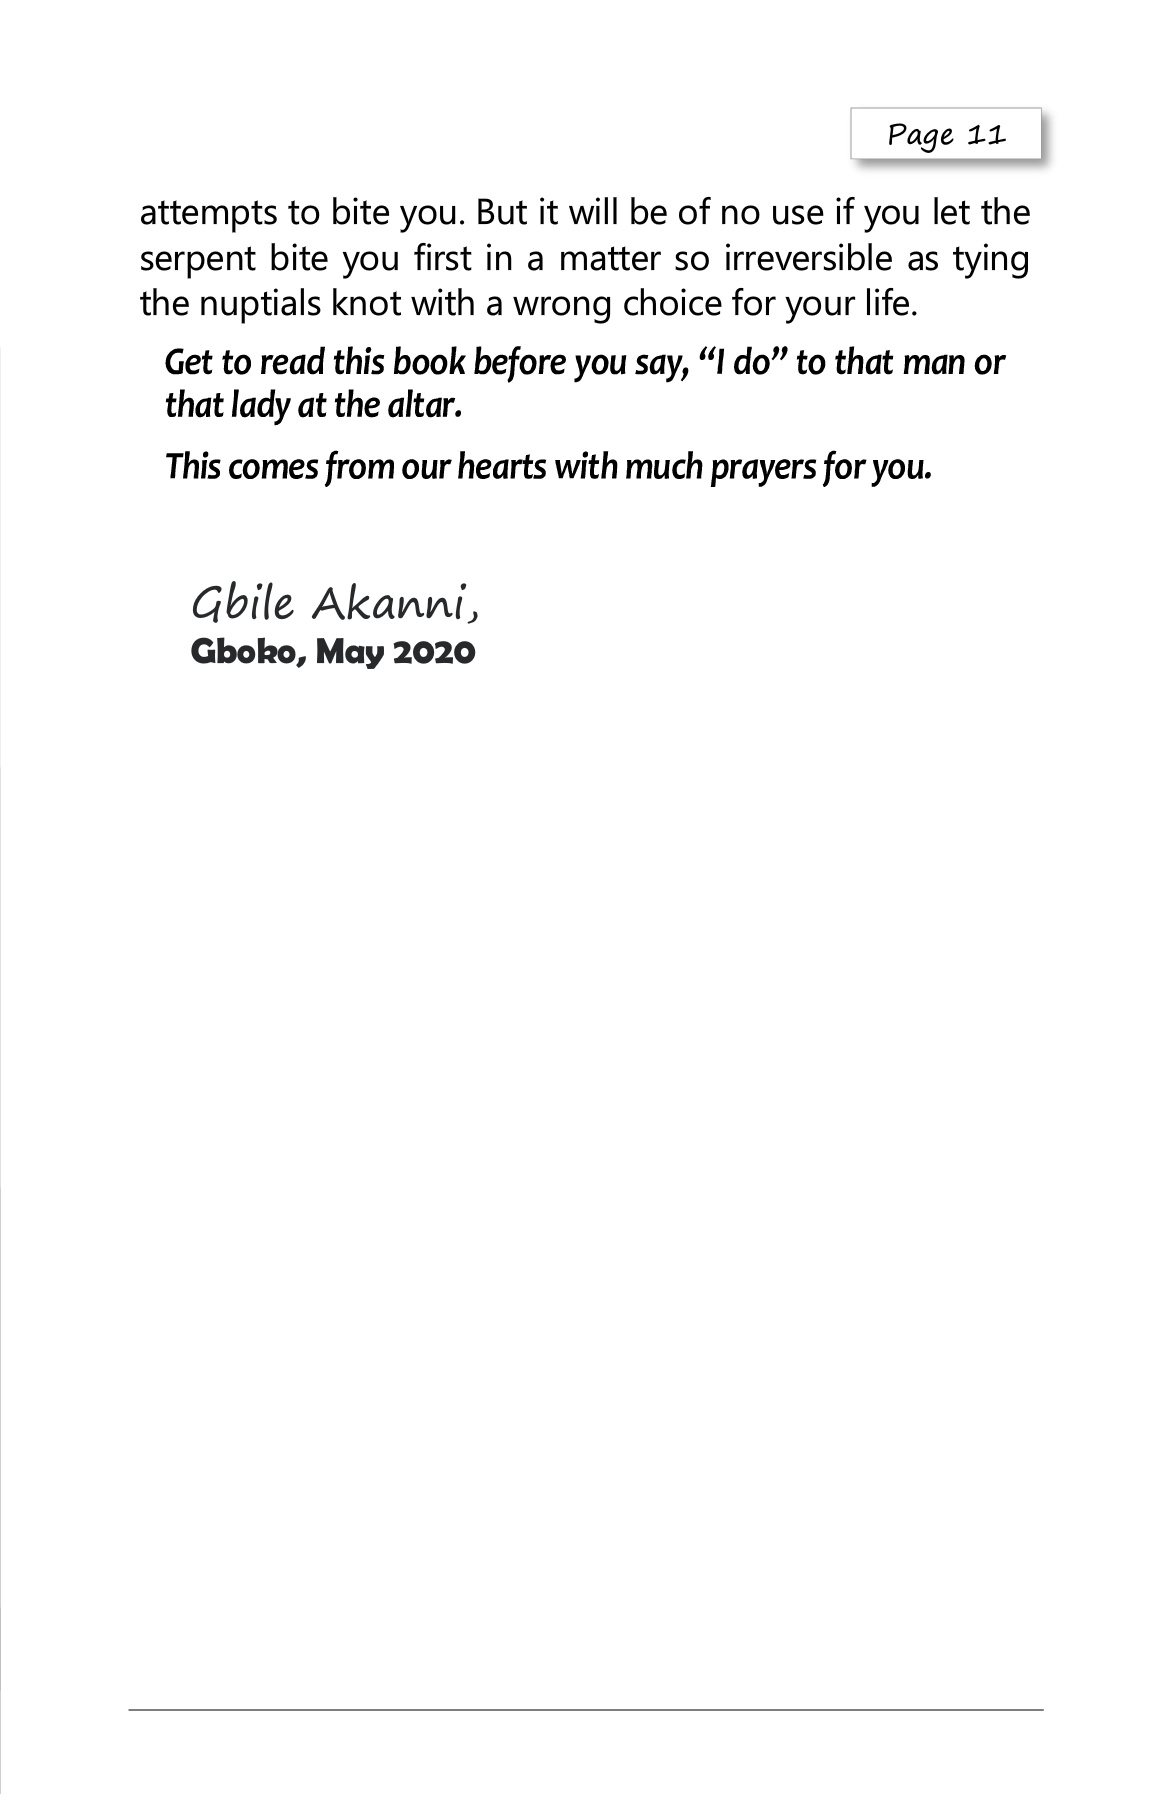 Page 11
attempts to bite you. But it will be of no use if you let the
serpent bite you first in a matter so irreversible as tying
the nuptials knot with a wrong choice for your life.
Get to read this book before you say, “I do” to that man or
that lady at the altar.
This comes from our hearts with much prayers for you.
Gbile Akanni,
Gboko, May 2020